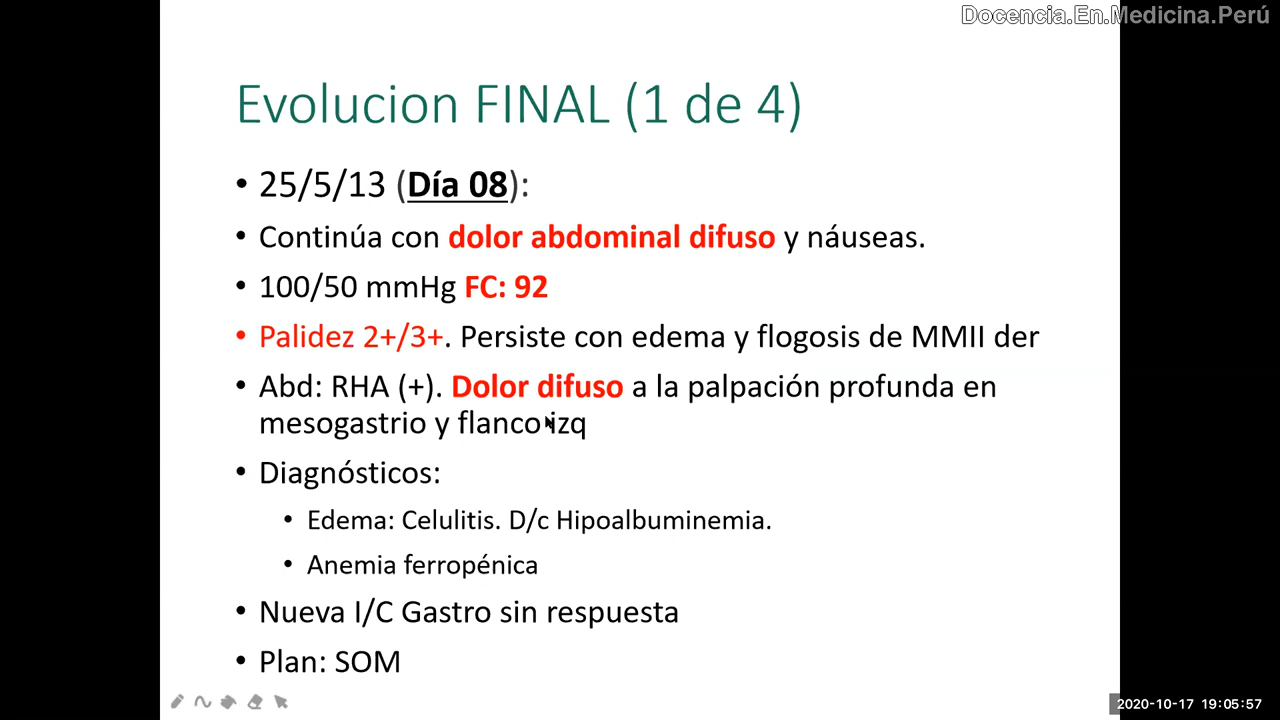 Docencia.En.Medicina.Perú
Evolucion FINAL (1 de 4)
• 25/5/13 (Día 08):
• Continúa con dolor abdominal difuso y náuseas.
• 100/50 mmHg FC: 92
• Palidez 2+/3+. Persiste con edema y flogosis de MMII der
• Abd: RHA (+). Dolor difuso a la palpación profunda en
mesogastrio y flanco izq
• Diagnósticos:
• Edema: Celulitis. D/c Hipoalbuminemia.
• Anemia ferropénica
• Nueva I/C Gastro sin respuesta
• Plan: SOM
2020-10-17 19:05:57